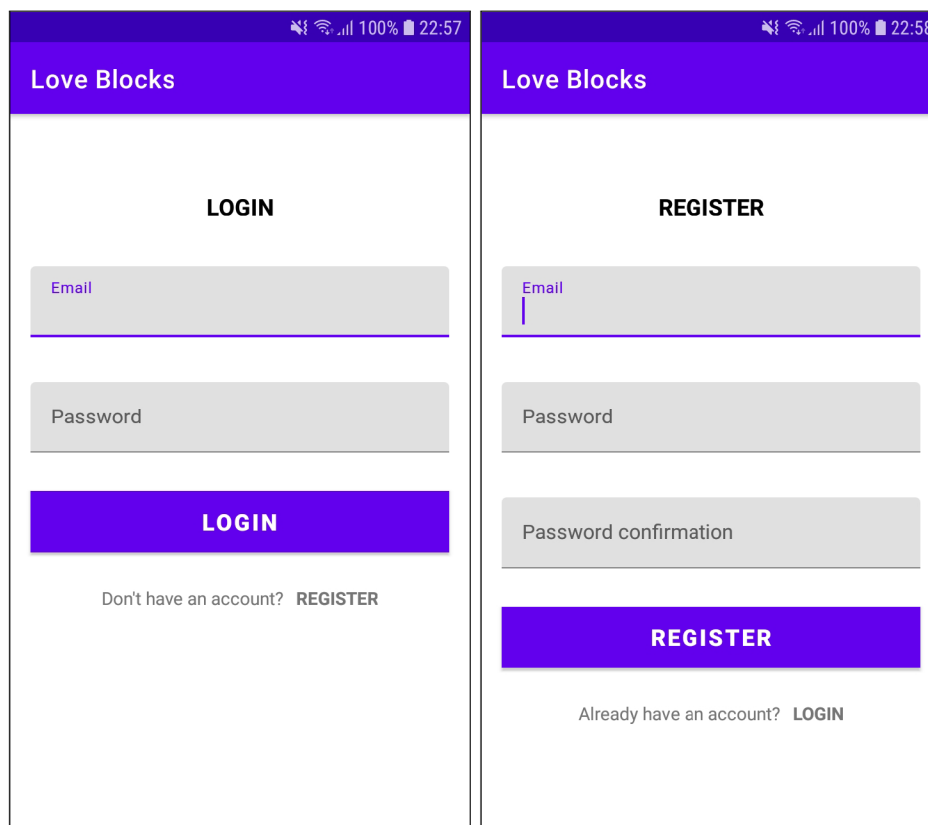 100% 22:57
Love Blocks
LOGIN
Email
Password
LOGIN
Don't have an account? REGISTER
100% 22:58
Love Blocks
REGISTER
Email
Password
Password confirmation
REGISTER
Already have an account? LOGIN